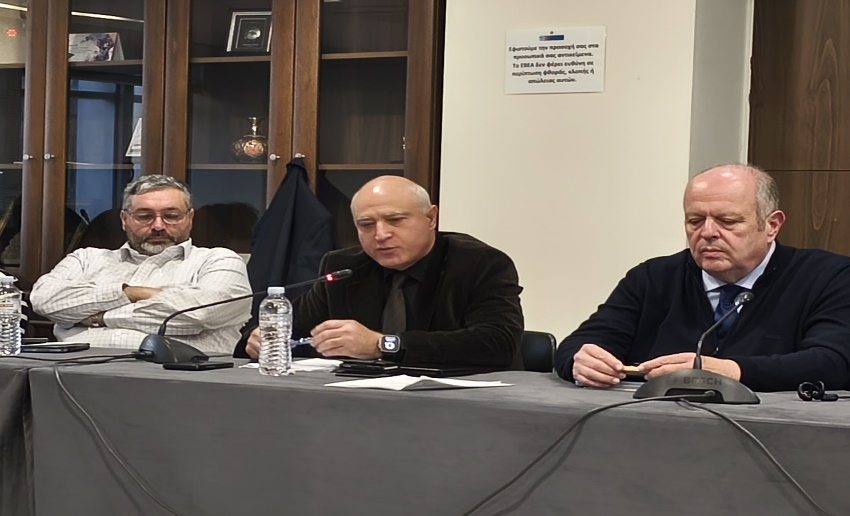 Εφιστούμε την προσοχή σας στα
προσωπικά σας αντικείμενα.
Το ΕΒΕΑ δεν φέρει ευθύνη σε
περίπτωση φθοράς, κλοπής ή
απώλειας αυτών.
BOSCH